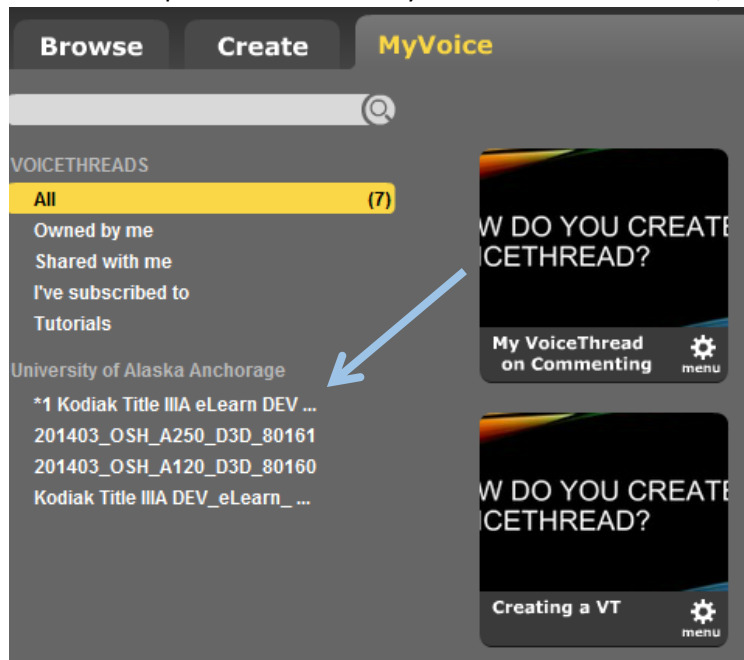 Browse Create MyVoice
VOICETHREADS
All (7)
Owned by me
Shared with me
I've subscribed to
Tutorials
University of Alaska Anchorage
*1 Kodiak Title IIIA eLearn DEV ...
201403_OSH_A250_D3D_80161
201403_OSH_A120_D3D_80160
Kodiak Title IIIA DEV_eLearn_ ...
W DO YOU CREATE
ICETHREAD?
My VoiceThread
on Commenting
menu
W DO YOU CREATE
ICETHREAD?
Creating a VT
menu